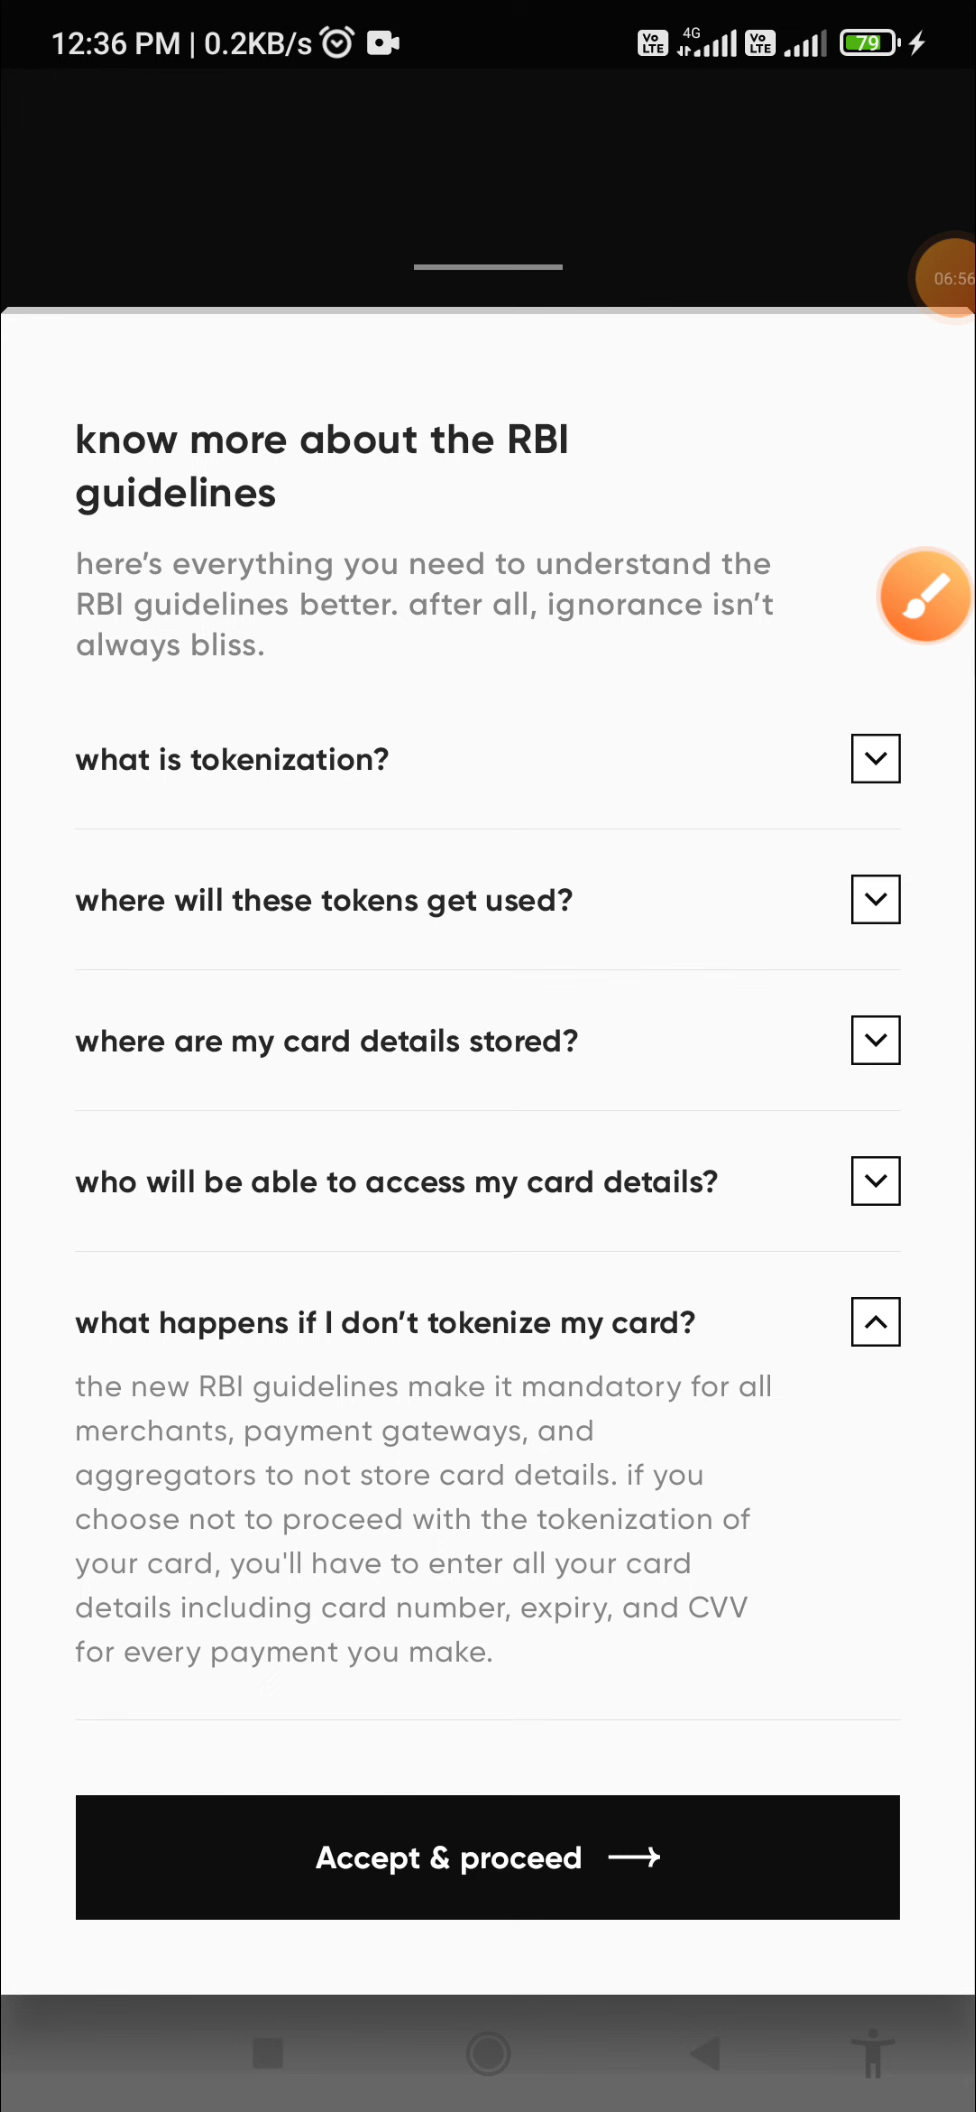 12:36 PM | 0.2KB/s
Vo LTE 4G Vo LTE 79
06:56
know more about the RBI
guidelines
here's everything you need to understand the
RBI guidelines better. after all, ignorance isn't
always bliss.
what is tokenization?
where will these tokens get used?
where are my card details stored?
who will be able to access my card details?
what happens if I don't tokenize my card?
the new RBI guidelines make it mandatory for all
merchants, payment gateways, and
aggregators to not store card details. if you
choose not to proceed with the tokenization of
your card, you'll have to enter all your card
details including card number, expiry, and CVV
for every payment you make.
Accept & proceed